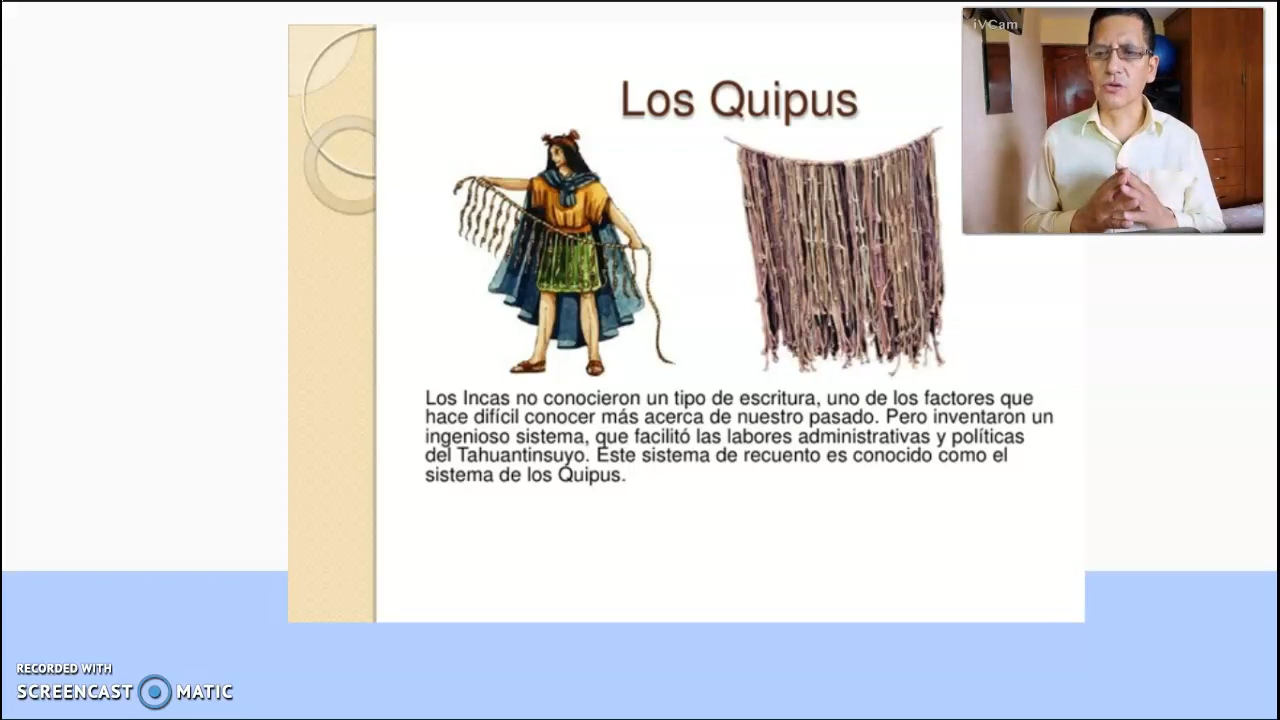 iVCam
Los Quipus
Los Incas no conocieron un tipo de escritura, uno de los factores que
hace difícil conocer más acerca de nuestro pasado. Pero inventaron un
ingenioso sistema, que facilitó las labores administrativas y políticas
del Tahuantinsuyo. Este sistema de recuento es conocido como el
sistema de los Quipus.
RECORDED WITH
SCREENCAST MATIC